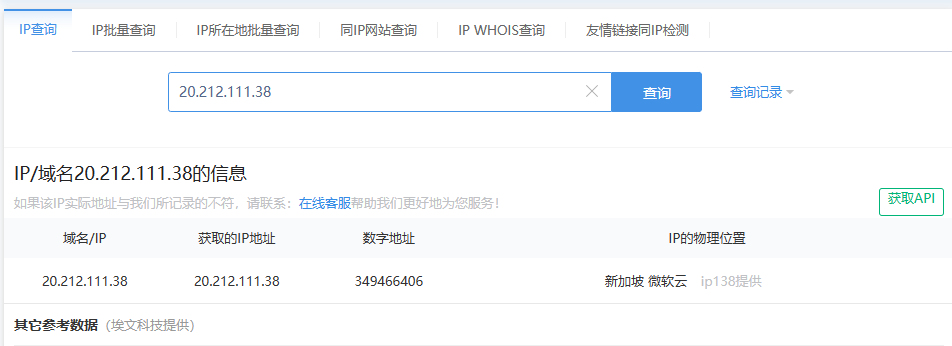 IP查询 IP批量查询 IP所在地批量查询 同IP网站查询 IP WHOIS查询 友情链接同IP检测
20.212.111.38 查询 查询记录
IP/域名20.212.111.38的信息
如果该IP实际地址与我们所记录的不符，请联系：在线客服帮助我们更好地为您服务！ 获取API
域名/IP 获取的IP地址 数字地址 IP的物理位置
20.212.111.38 20.212.111.38 349466406 新加坡 微软云 ip138提供
其它参考数据（埃文科技提供）